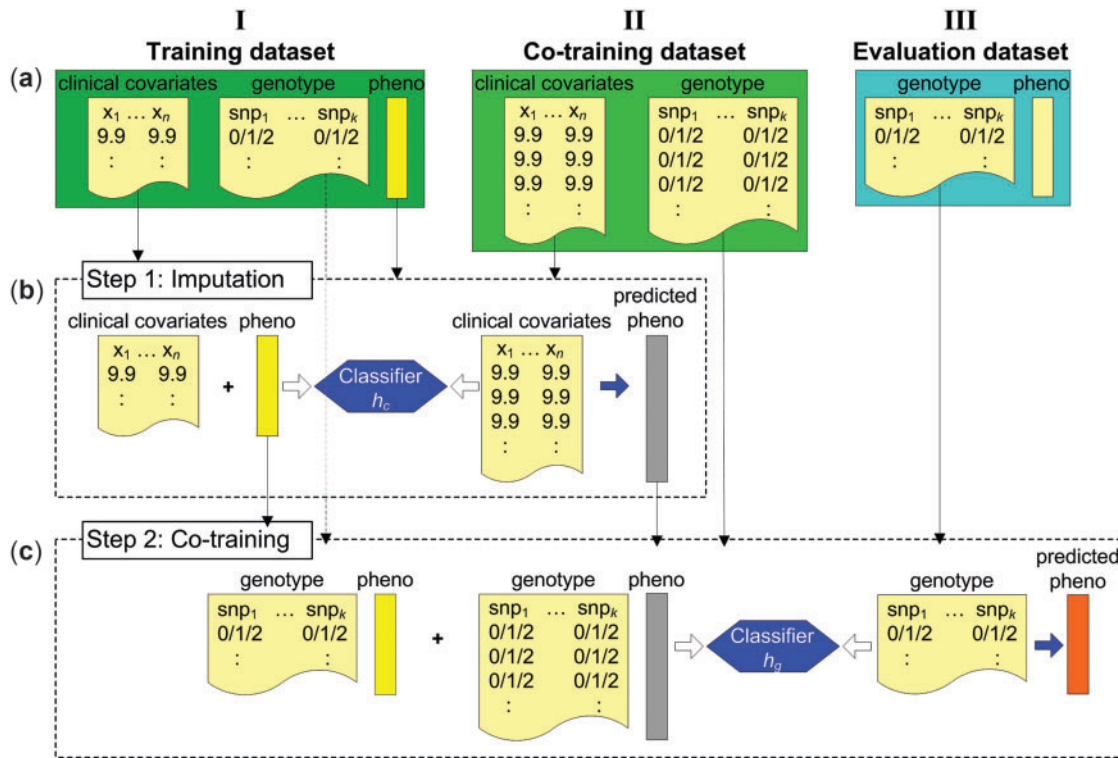 I II III
Training dataset Co-training dataset Evaluation dataset
(a)
clinical covariates genotype pheno clinical covariates genotype genotype pheno
x1 … xn snp1 … snpk x1 … xn snp1 … snpk snp1 … snpk
9.9 9.9 0/1/2 0/1/2 9.9 9.9 0/1/2 0/1/2 0/1/2 0/1/2
: : : : 9.9 9.9 0/1/2 0/1/2 : :
9.9 9.9 0/1/2 0/1/2
: : : :
Step 1: Imputation
(b)
clinical covariates pheno clinical covariates predicted pheno
x1 … xn x1 … xn
9.9 9.9 + Classifier 9.9 9.9
: : hc 9.9 9.9
9.9 9.9
: :
Step 2: Co-training
(c)
genotype pheno genotype pheno genotype predicted pheno
snp1 … snpk snp1 … snpk snp1 … snpk
0/1/2 0/1/2 + 0/1/2 0/1/2 Classifier 0/1/2 0/1/2
: : 0/1/2 0/1/2 hg : :
0/1/2 0/1/2
: :